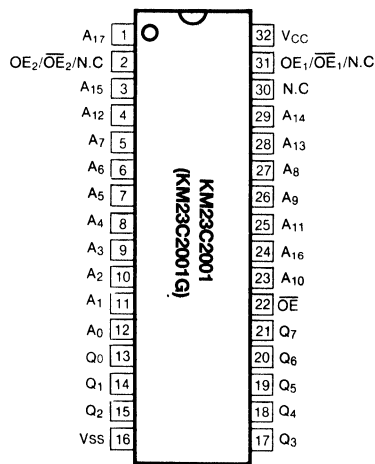 A₁₇ 1
OE₂/O̅E̅₂/N.C 2
A₁₅ 3
A₁₂ 4
A₇ 5
A₆ 6
A₅ 7
A₄ 8
A₃ 9
A₂ 10
A₁ 11
A₀ 12
Q₀ 13
Q₁ 14
Q₂ 15
VSS 16
KM23C2001
(KM23C2001G)
32 VCC
31 OE₁/O̅E̅₁/N.C
30 N.C
29 A₁₄
28 A₁₃
27 A₈
26 A₉
25 A₁₁
24 A₁₆
23 A₁₀
22 O̅E̅
21 Q₇
20 Q₆
19 Q₅
18 Q₄
17 Q₃